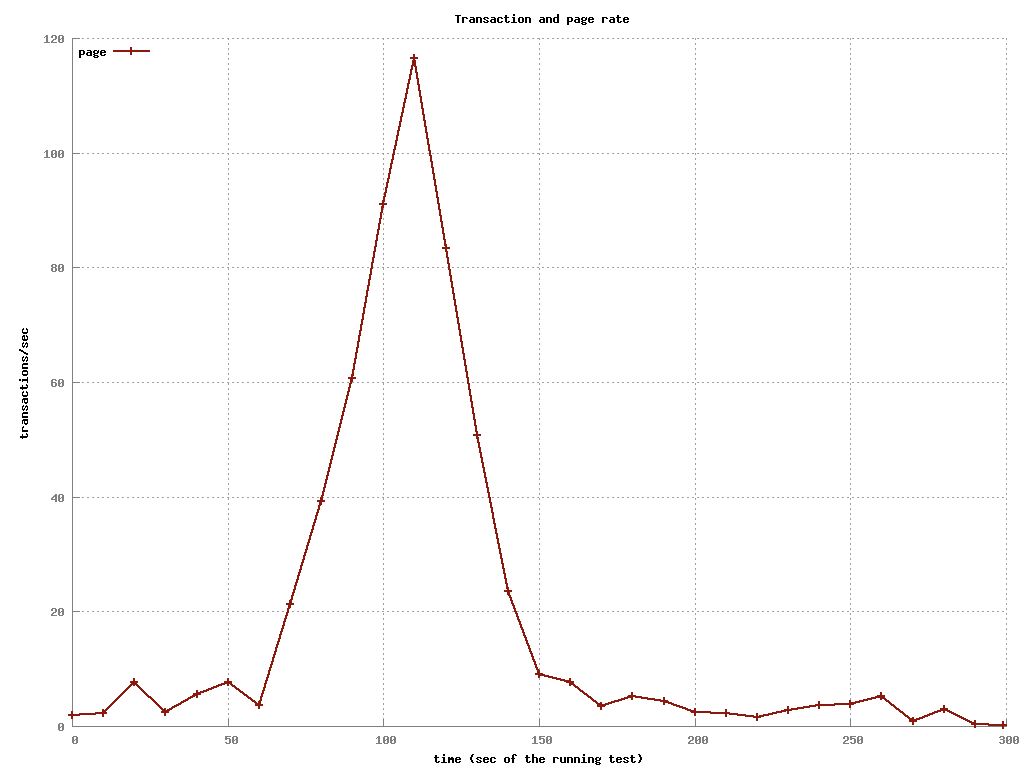 Transaction and page rate
120
page
100
80
60
40
20
0
transactions/sec
0 50 100 150 200 250 300
time (sec of the running test)